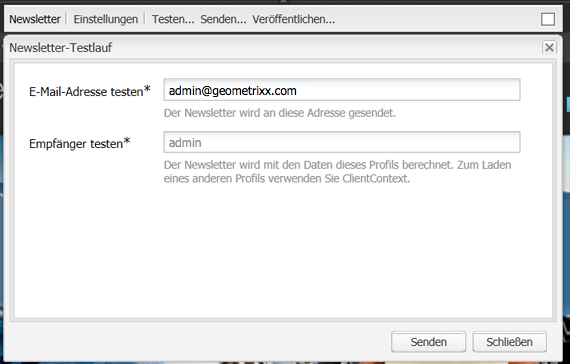 Newsletter Einstellungen Testen... Senden... Veröffentlichen...
Newsletter-Testlauf
E-Mail-Adresse testen* admin@geometrixx.com
Der Newsletter wird an diese Adresse gesendet.
Empfänger testen* admin
Der Newsletter wird mit den Daten dieses Profils berechnet. Zum Laden
eines anderen Profils verwenden Sie ClientContext.
Senden Schließen